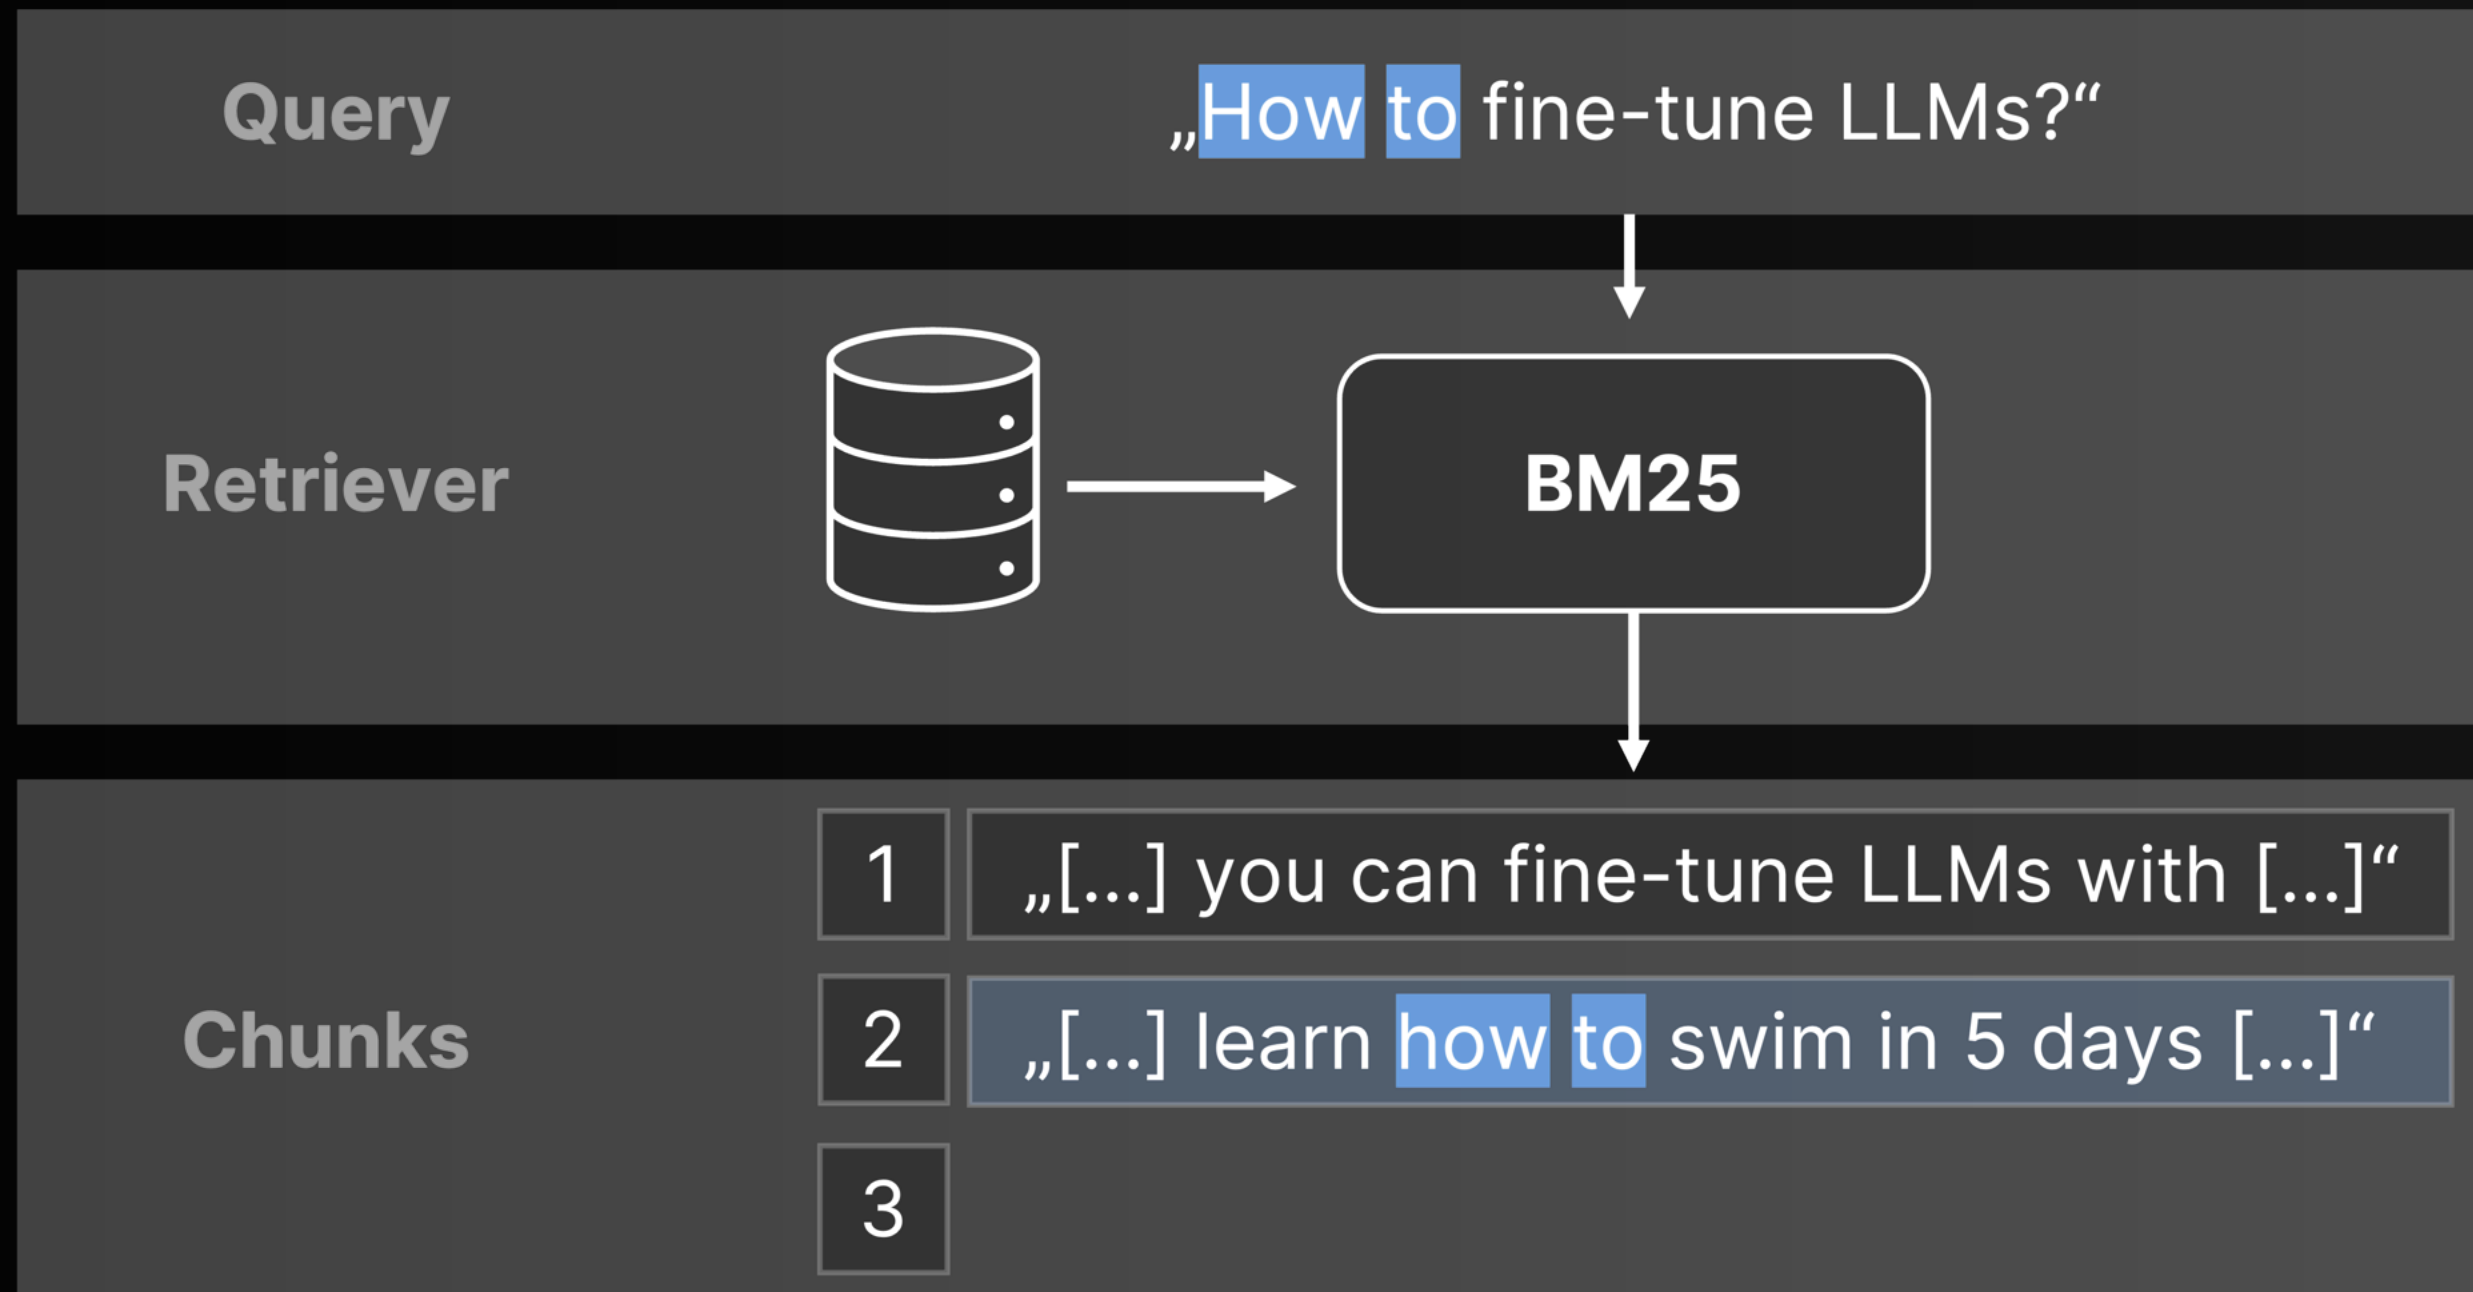 Query
„How to fine-tune LLMs?“
Retriever
BM25
Chunks
1
„[...] you can fine-tune LLMs with [...]“
2
„[...] learn how to swim in 5 days [...]“
3